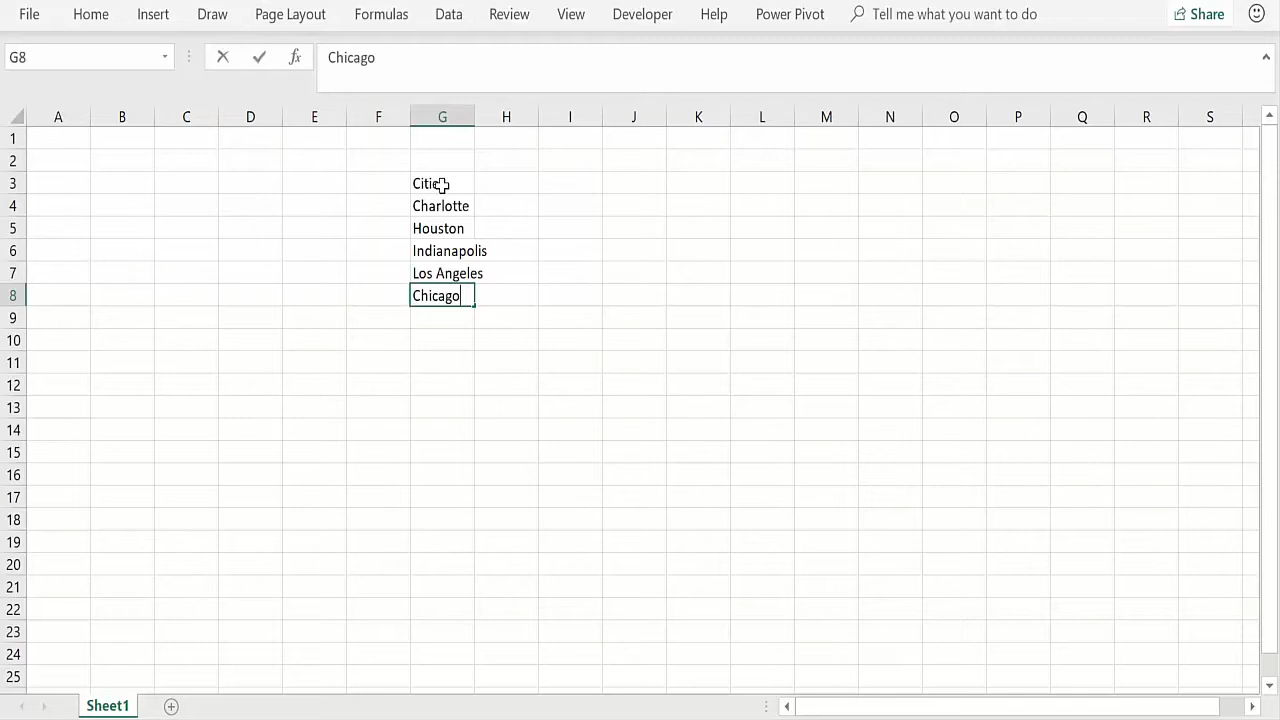 File Home Insert Draw Page Layout Formulas Data Review View Developer Help Power Pivot Tell me what you want to do Share
G8 fx Chicago
A B C D E F G H I J K L M N O P Q R S
1
2
3
4 Charlotte
5 Houston
6 Indianapolis
7 Los Angeles
8 Chicago
9
10
11
12
13
14
15
16
17
18
19
20
21
22
23
24
25
Sheet1